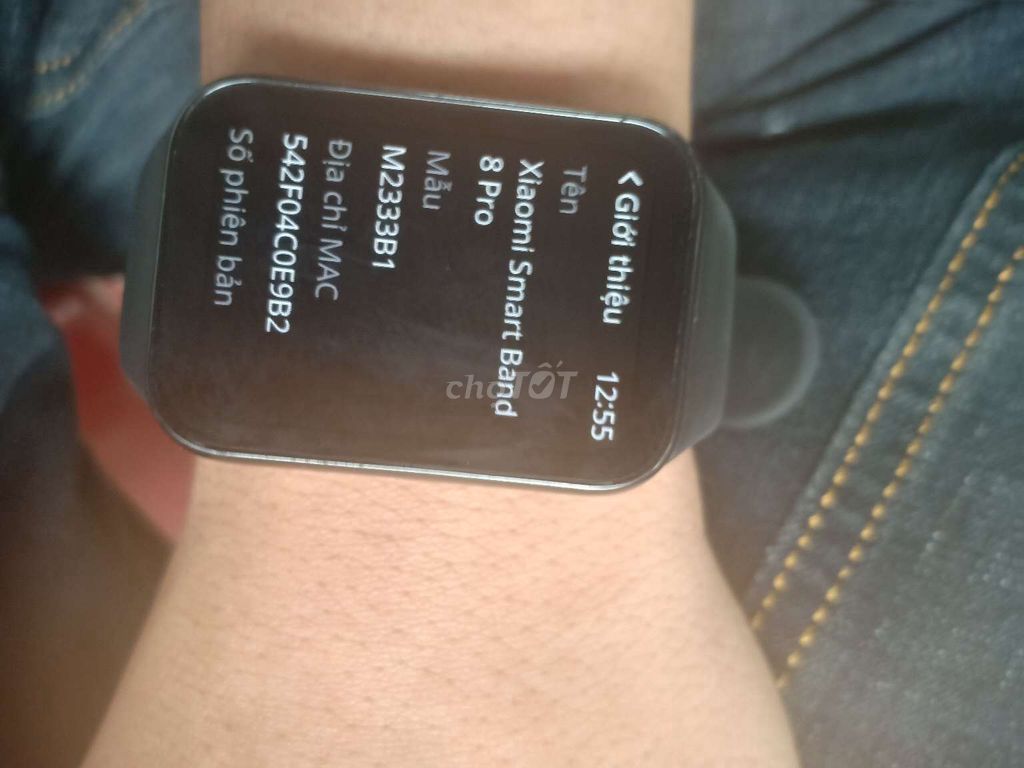 ‹ Giới thiệu 12:55
Tên
Xiaomi Smart Band
8 Pro
Mẫu
M2333B1
Địa chỉ MAC
542F04C0E9B2
Số phiên bản
chợTỐT